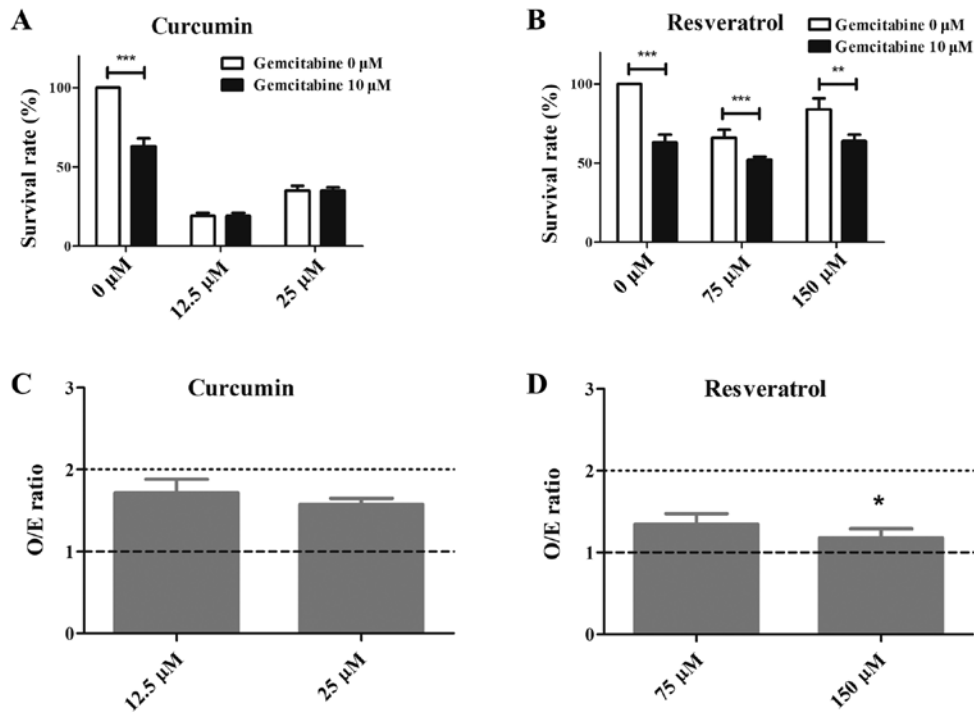 A
Curcumin
***
Gemcitabine 0 µM
Gemcitabine 10 µM
Survival rate (%)
100
50
0
0 µM
12.5 µM
25 µM
B
Resveratrol
Gemcitabine 0 µM
Gemcitabine 10 µM
***
***
**
Survival rate (%)
100
50
0
0 µM
75 µM
150 µM
C
Curcumin
O/E ratio
3
2
1
0
12.5 µM
25 µM
D
Resveratrol
O/E ratio
3
2
1
0
*
75 µM
150 µM